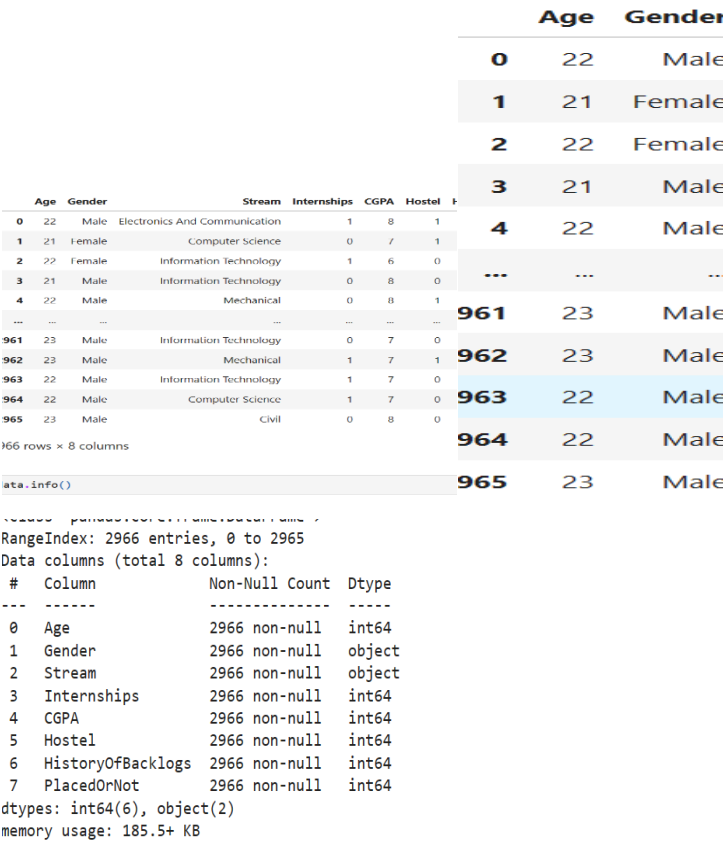 Age Gender Stream Internships CGPA Hostel H
0 22 Male Electronics And Communication 1 8 1
1 21 Female Computer Science 0 7 1
2 22 Female Information Technology 1 6 0
3 21 Male Information Technology 0 8 0
4 22 Male Mechanical 0 8 1
... ... ... ... ... ... ...
961 23 Male Information Technology 0 7 0
962 23 Male Mechanical 1 7 1
963 22 Male Information Technology 1 7 0
964 22 Male Computer Science 1 7 0
965 23 Male Civil 0 8 0
966 rows × 8 columns
ata.info()
Age Gender
0 22 Male
1 21 Female
2 22 Female
3 21 Male
4 22 Male
... ... ...
961 23 Male
962 23 Male
963 22 Male
964 22 Male
965 23 Male
<class 'pandas.core.frame.DataFrame'>
RangeIndex: 2966 entries, 0 to 2965
Data columns (total 8 columns):
# Column Non-Null Count Dtype
--- ------ -------------- -----
0 Age 2966 non-null int64
1 Gender 2966 non-null object
2 Stream 2966 non-null object
3 Internships 2966 non-null int64
4 CGPA 2966 non-null int64
5 Hostel 2966 non-null int64
6 HistoryOfBacklogs 2966 non-null int64
7 PlacedOrNot 2966 non-null int64
dtypes: int64(6), object(2)
memory usage: 185.5+ KB